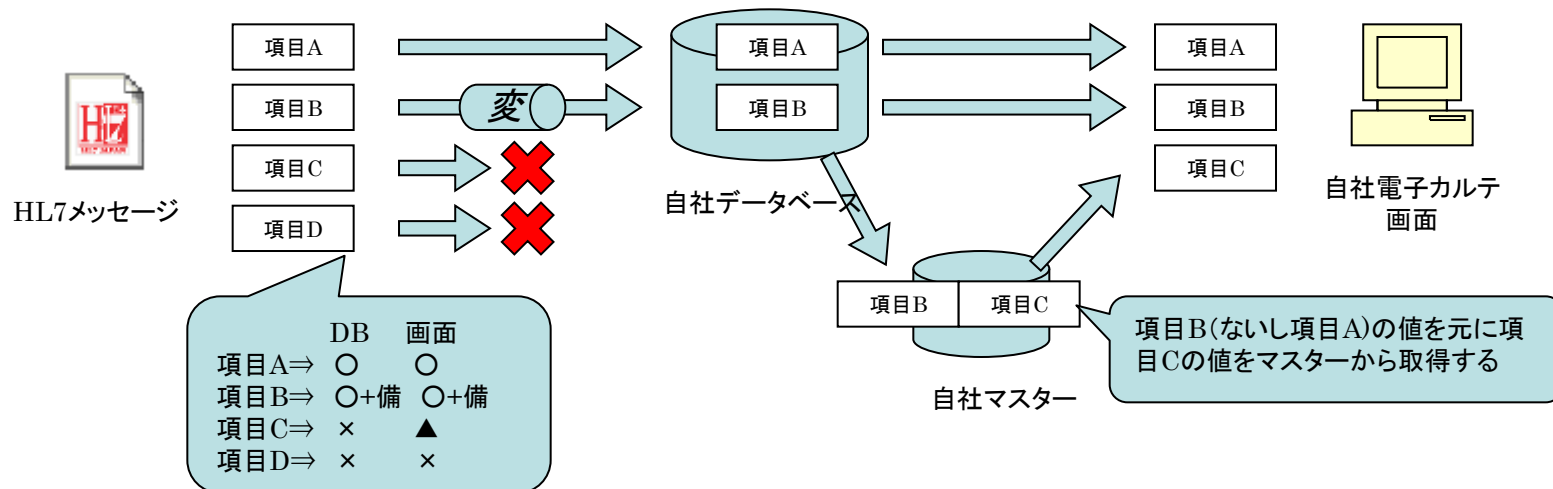 項目A
項目B
項目C
項目D
変
項目A
項目B
項目A
項目B
項目C
HL7メッセージ
自社データベース
自社電子カルテ
画面
項目B
項目C
自社マスター
DB 画面
項目A⇒ ○ ○
項目B⇒ ○+備 ○+備
項目C⇒ × ▲
項目D⇒ × ×
項目B(ないし項目A)の値を元に項
目Cの値をマスターから取得する